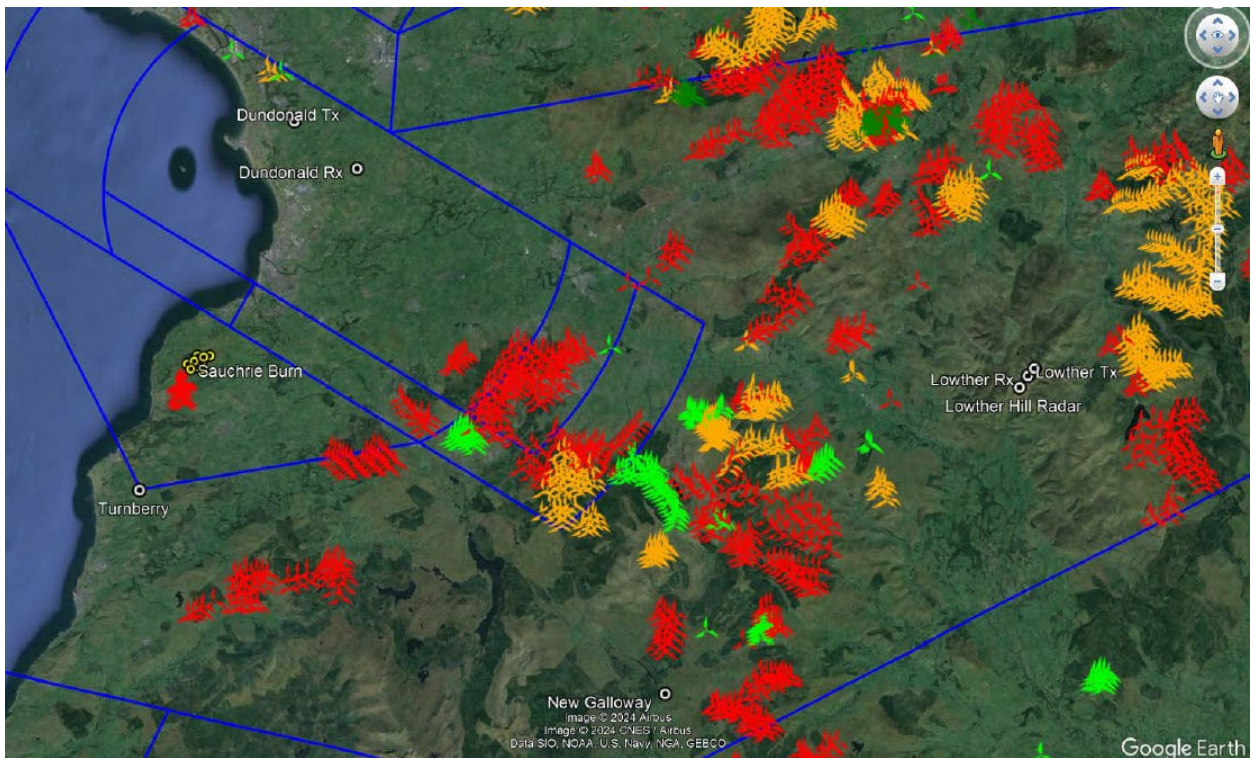 Dundonald Tx
Dundonald Rx
Sauchrie Burn
Lowther Rx
Lowther Tx
Lowther Hill Radar
Turnberry
New Galloway
Image © 2024 Airbus
Image © 2024 CNES / Airbus
Data SIO, NOAA, U.S. Navy, NGA, GEBCO
Google Earth